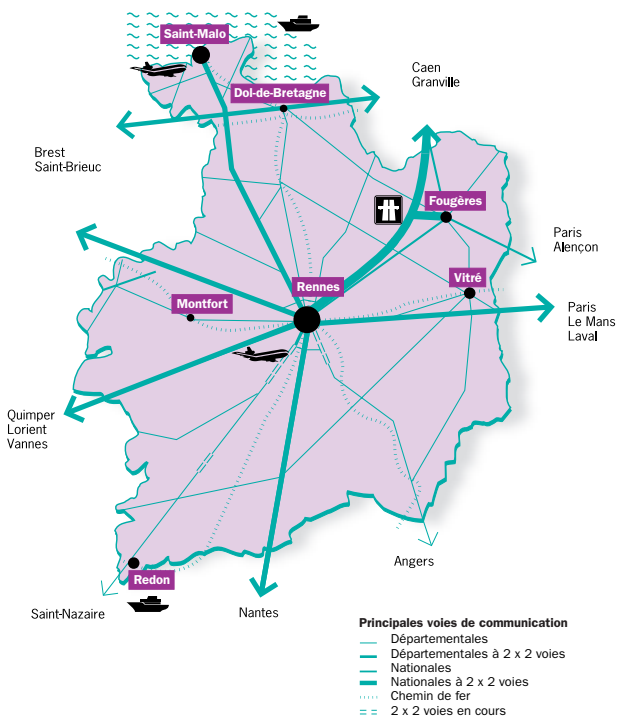 Saint-Malo
Caen
Granville
Dol-de-Bretagne
Brest
Saint-Brieuc
Fougères
Paris
Alençon
Vitré
Rennes
Montfort
Paris
Le Mans
Laval
Quimper
Lorient
Vannes
Angers
Redon
Saint-Nazaire
Nantes
Principales voies de communication
Départementales
Départementales à 2 x 2 voies
Nationales
Nationales à 2 x 2 voies
Chemin de fer
2 x 2 voies en cours